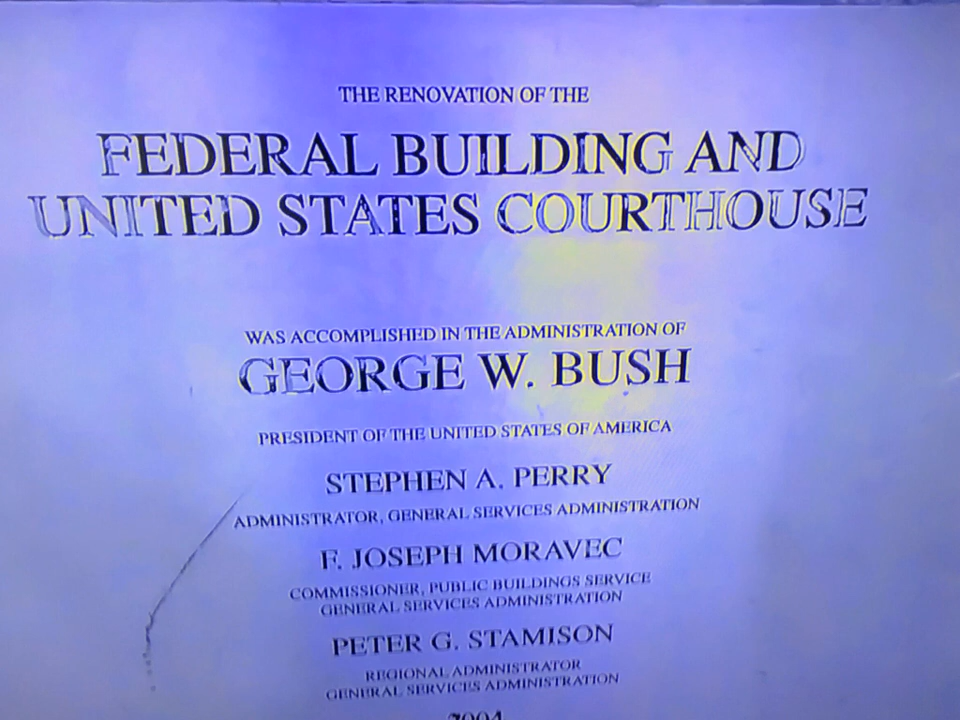 THE RENOVATION OF THE
FEDERAL BUILDING AND
UNITED STATES COURTHOUSE
WAS ACCOMPLISHED IN THE ADMINISTRATION OF
GEORGE W. BUSH
PRESIDENT OF THE UNITED STATES OF AMERICA
STEPHEN A. PERRY
ADMINISTRATOR, GENERAL SERVICES ADMINISTRATION
F. JOSEPH MORAVEC
COMMISSIONER, PUBLIC BUILDINGS SERVICE
GENERAL SERVICES ADMINISTRATION
PETER G. STAMISON
REGIONAL ADMINISTRATOR
GENERAL SERVICES ADMINISTRATION
2004